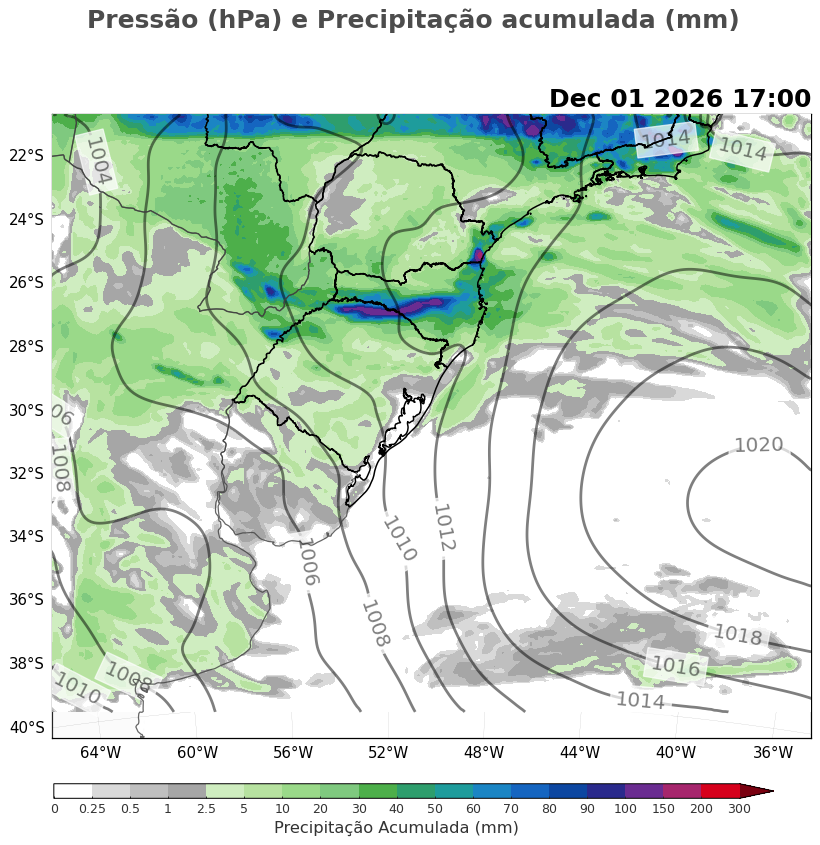 Pressão (hPa) e Precipitação acumulada (mm)
Dec 01 2026 17:00
1004
1014
1014
22°S
24°S
26°S
28°S
30°S
06
1008
1020
32°S
34°S
1010
1012
1006
36°S
1008
1018
38°S
1008
1010
1016
1014
40°S
64°W 60°W 56°W 52°W 48°W 44°W 40°W 36°W
0 0.25 0.5 1 2.5 5 10 20 30 40 50 60 70 80 90 100 150 200 300
Precipitação Acumulada (mm)